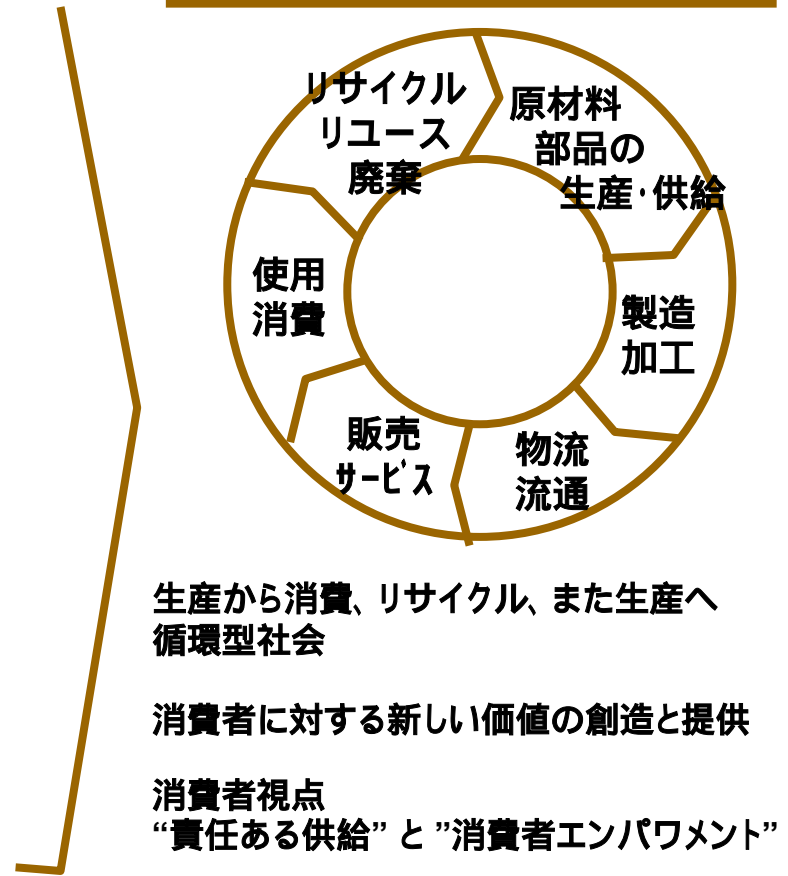 リサイクル
リユース
廃棄
原材料
部品の
生産・供給
使用
消費
製造
加工
販売
サービス
物流
流通
生産から消費、リサイクル、また生産へ
循環型社会
消費者に対する新しい価値の創造と提供
消費者視点
“責任ある供給” と ”消費者エンパワメント”